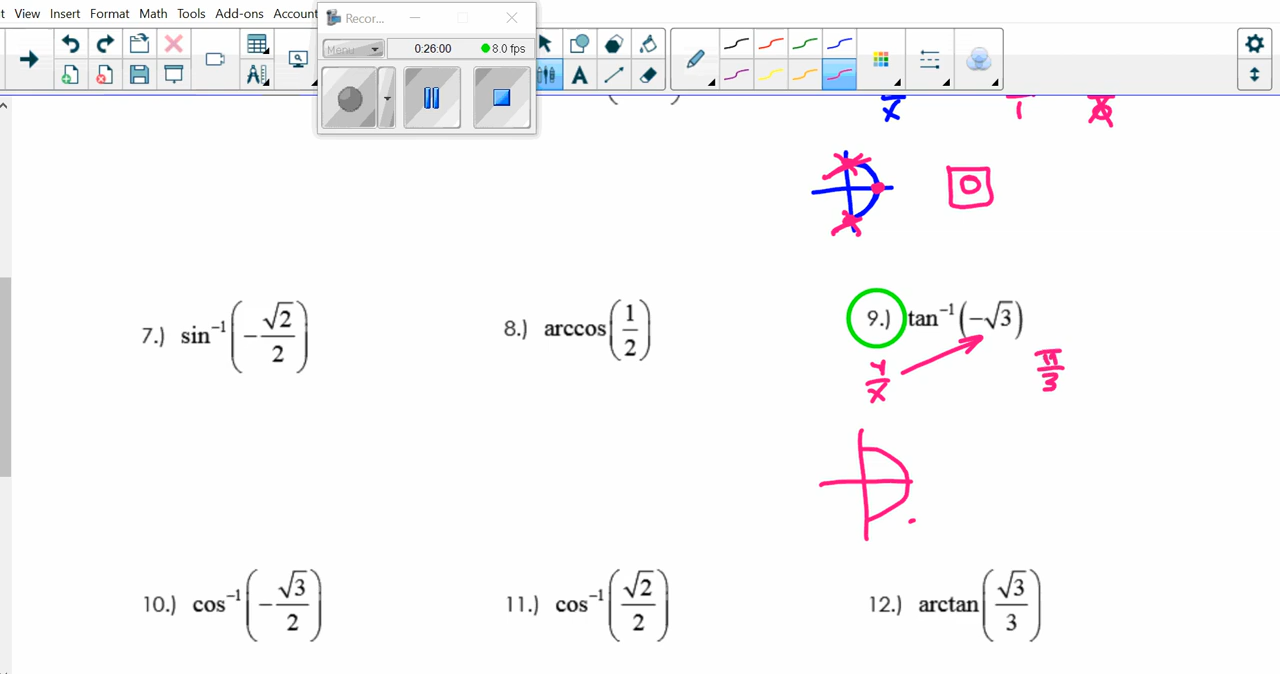 t View Insert Format Math Tools Add-ons Account
Recor...
Menu 0:26:00 8.0 fps
A A
x 1
0
7.) sin⁻¹(-√2/2)
8.) arccos(1/2)
9.) tan⁻¹(-√3)
y/x
π/3
10.) cos⁻¹(-√3/2)
11.) cos⁻¹(√2/2)
12.) arctan(√3/3)